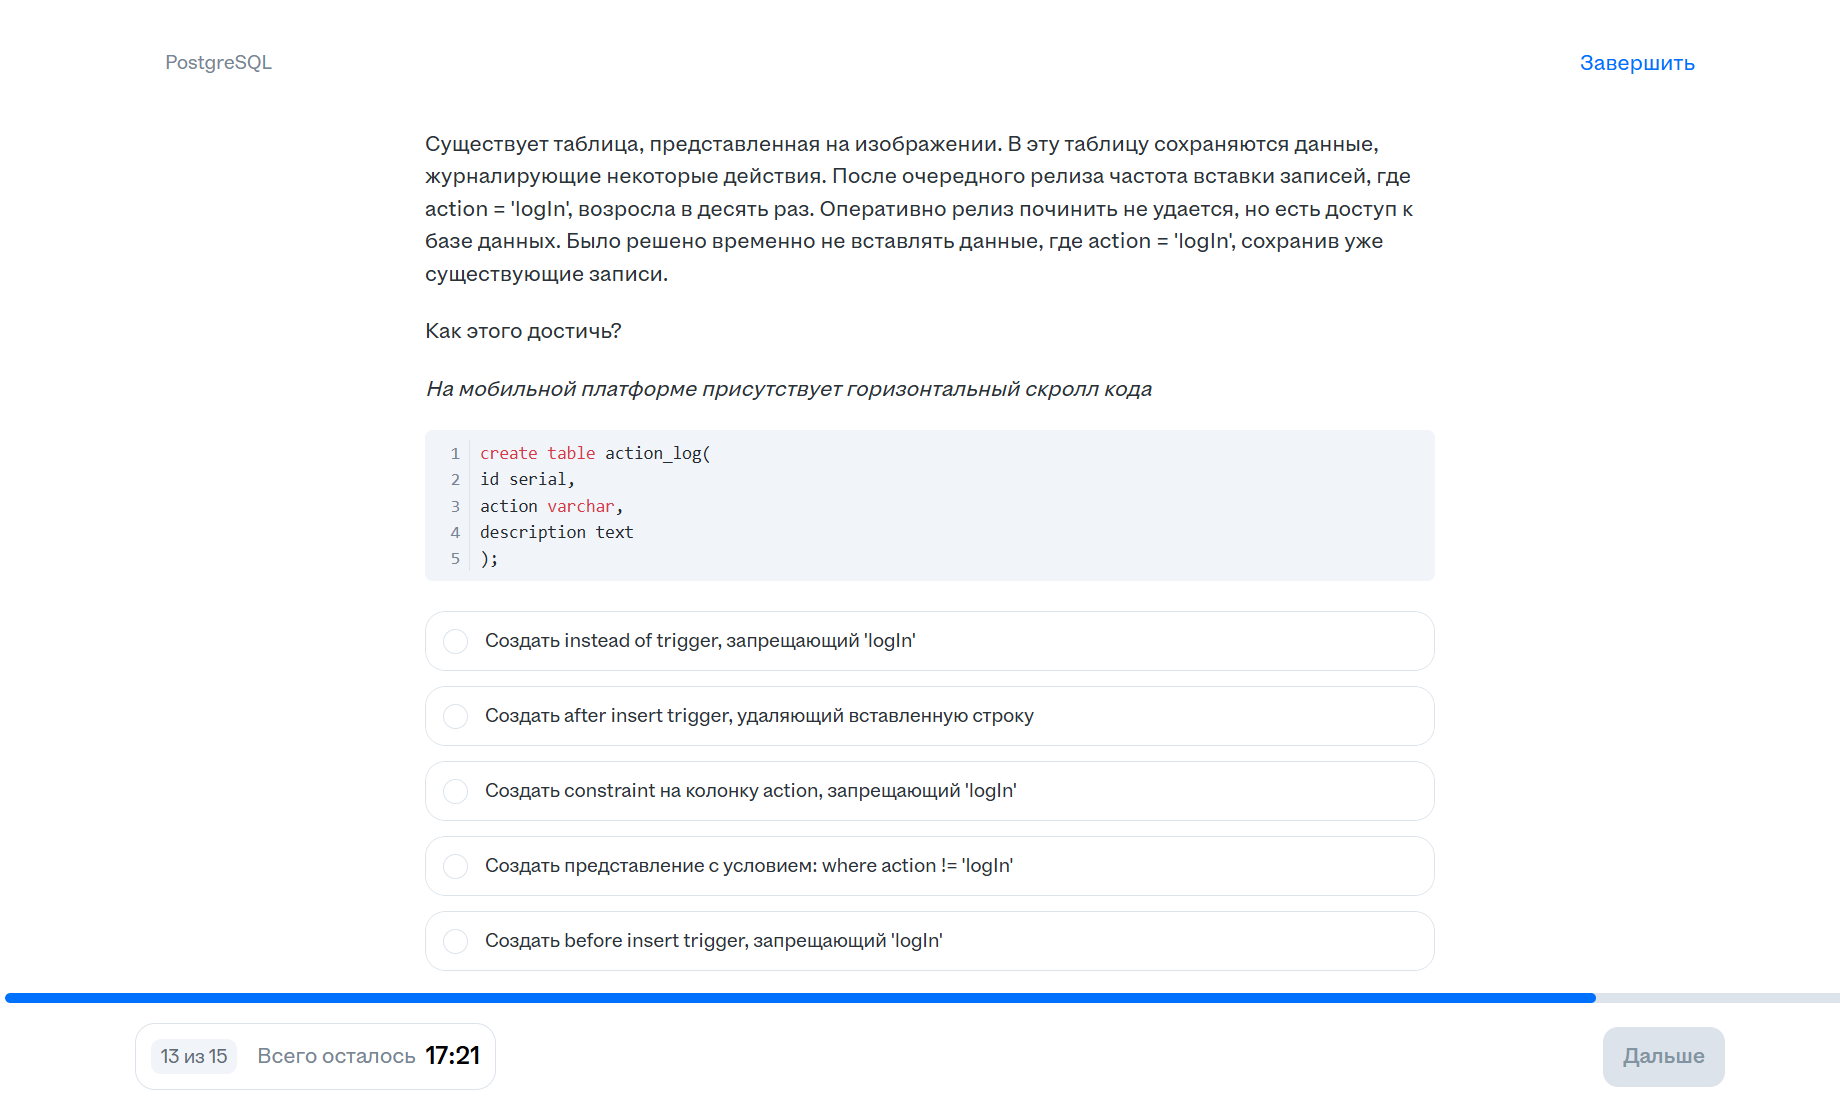 PostgreSQL
Завершить
Существует таблица, представленная на изображении. В эту таблицу сохраняются данные,
журналирующие некоторые действия. После очередного релиза частота вставки записей, где
action = 'logIn', возросла в десять раз. Оперативно релиз починить не удается, но есть доступ к
базе данных. Было решено временно не вставлять данные, где action = 'logIn', сохранив уже
существующие записи.
Как этого достичь?
На мобильной платформе присутствует горизонтальный скролл кода
1 create table action_log(
2 id serial,
3 action varchar,
4 description text
5 );
Создать instead of trigger, запрещающий 'logIn'
Создать after insert trigger, удаляющий вставленную строку
Создать constraint на колонку action, запрещающий 'logIn'
Создать представление с условием: where action != 'logIn'
Создать before insert trigger, запрещающий 'logIn'
13 из 15 Всего осталось 17:21
Дальше